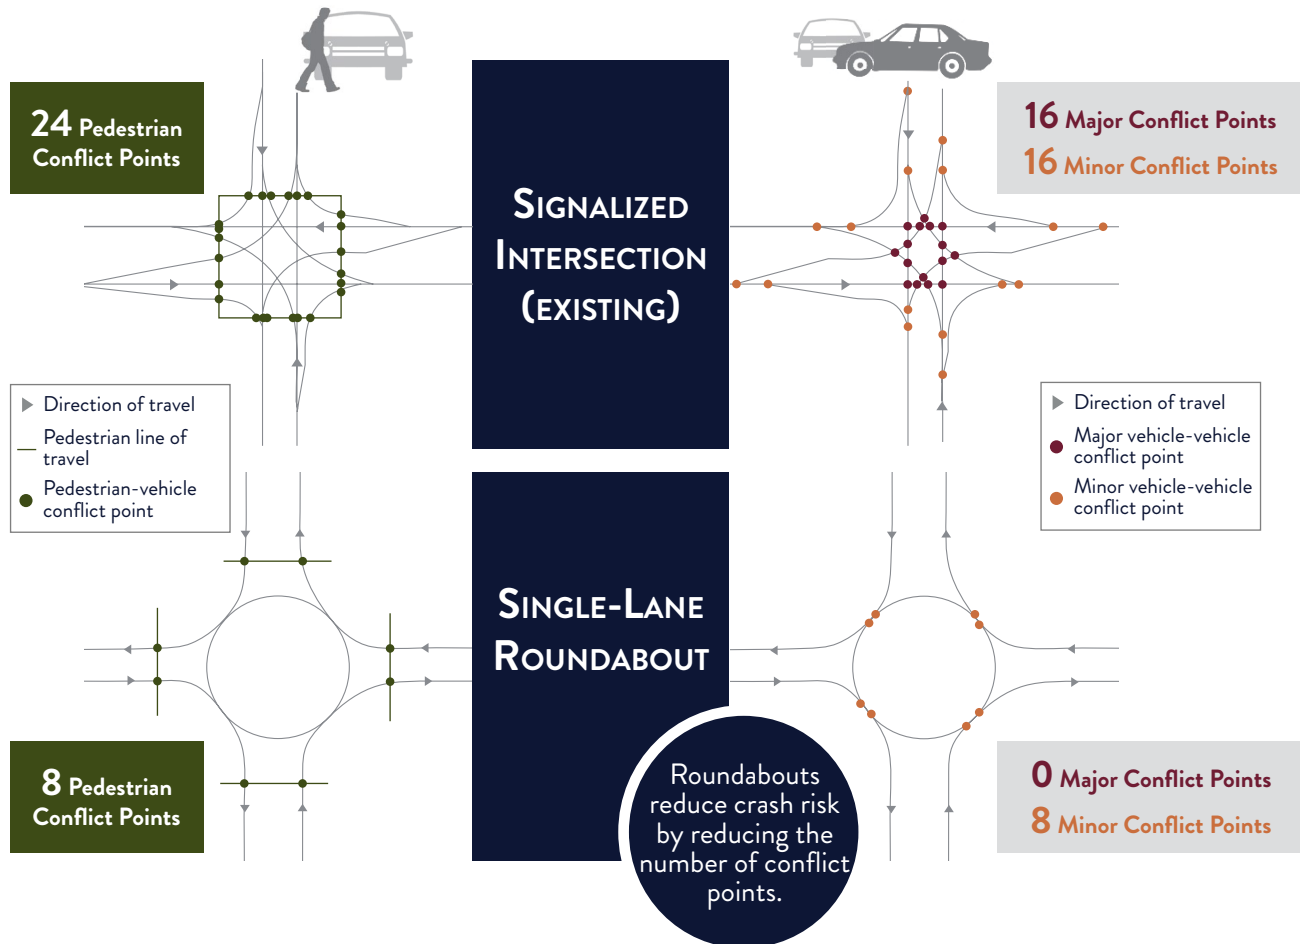 24 Pedestrian
Conflict Points
SIGNALIZED
INTERSECTION
(EXISTING)
16 Major Conflict Points
16 Minor Conflict Points
Direction of travel
Pedestrian line of
travel
Pedestrian-vehicle
conflict point
Direction of travel
Major vehicle-vehicle
conflict point
Minor vehicle-vehicle
conflict point
SINGLE-LANE
ROUNDABOUT
8 Pedestrian
Conflict Points
Roundabouts
reduce crash risk
by reducing the
number of conflict
points.
0 Major Conflict Points
8 Minor Conflict Points